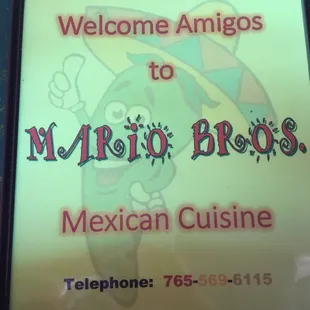 Welcome Amigos
to
MARiO BROS.
Mexican Cuisine
Telephone: 765-569-6115